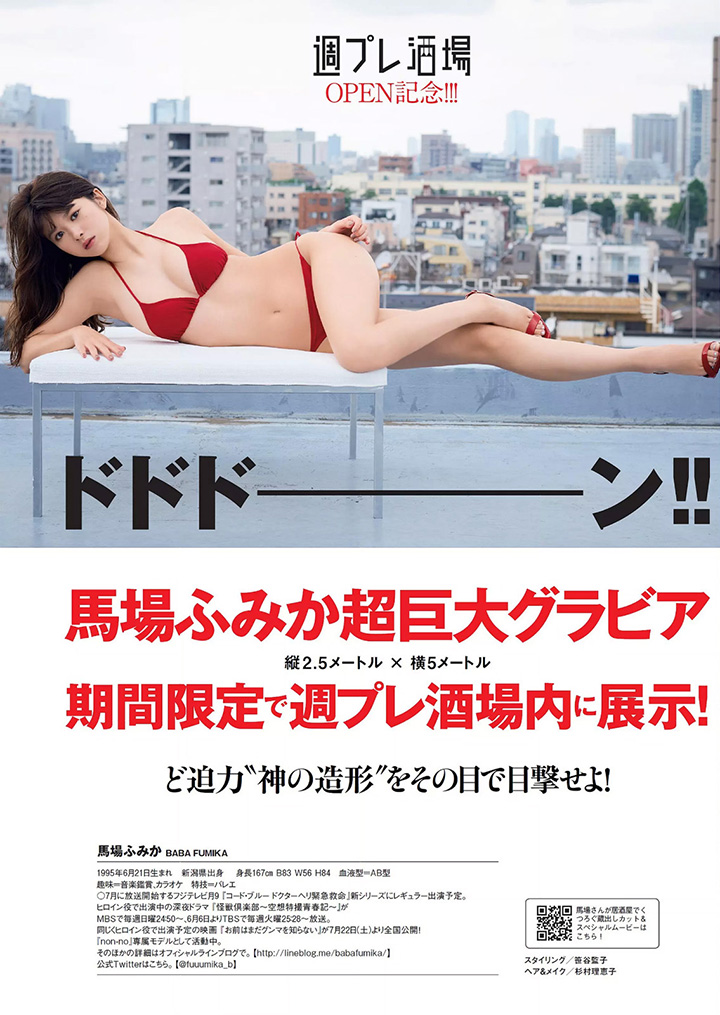 週プレ酒場
OPEN記念!!!
ドドド―――――ン!!
馬場ふみか超巨大グラビア
縦2.5メートル × 横5メートル
期間限定で週プレ酒場内に展示!
ど迫力〝神の造形〟をその目で目撃せよ!
馬場ふみか BABA FUMIKA
1995年6月21日生まれ 新潟県出身 身長167㎝ B83 W56 H84 血液型=AB型
趣味=音楽鑑賞、カラオケ 特技=バレエ
○7月に放送開始するフジテレビ月9『コード・ブルー ドクターヘリ緊急救命』新シリーズにレギュラー出演予定。
ヒロイン役で出演中の深夜ドラマ『怪獣倶楽部~空想特撮青春記~』が
MBSで毎週日曜2450~、6月6日よりTBSで毎週火曜2528~放送。
同じくヒロイン役で出演予定の映画『お前はまだグンマを知らない』が7月22日(土)より全国公開!
『non-no』専属モデルとして活動中。
そのほかの詳細はオフィシャルラインブログで。【http://lineblog.me/babafumika/】
公式Twitterはこちら。【@fuuumika_b】
馬場さんが居酒屋でく
つろぐ蔵出しカット&
スペシャルムービーは
こちら!
スタイリング/笹谷監子
ヘア&メイク/杉村理恵子